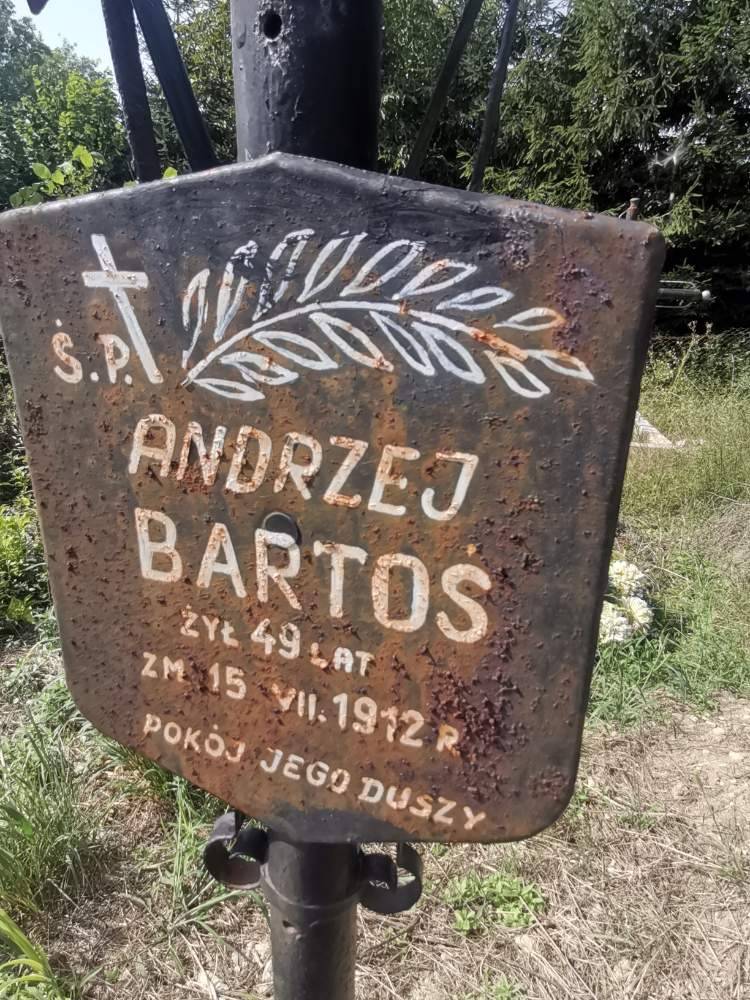 Ś.P.
ANDRZEJ
BARTOS
ŻYŁ 49 LAT
ZM 15 VII. 1912 R
POKÓJ JEGO DUSZY